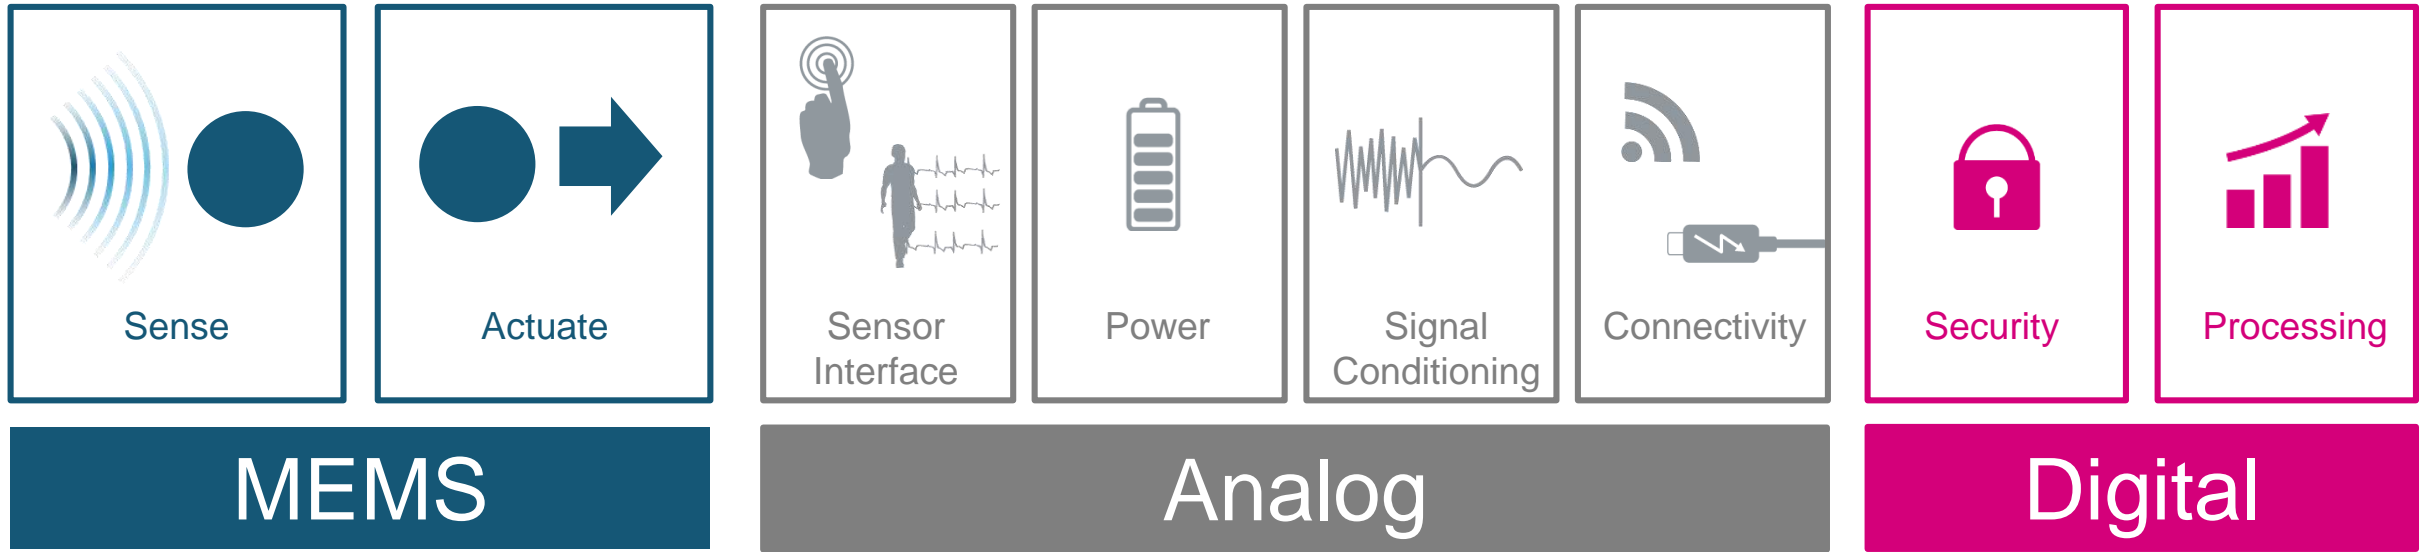 Sense
Actuate
Sensor
Interface
Power
Signal
Conditioning
Connectivity
Security
Processing
MEMS
Analog
Digital